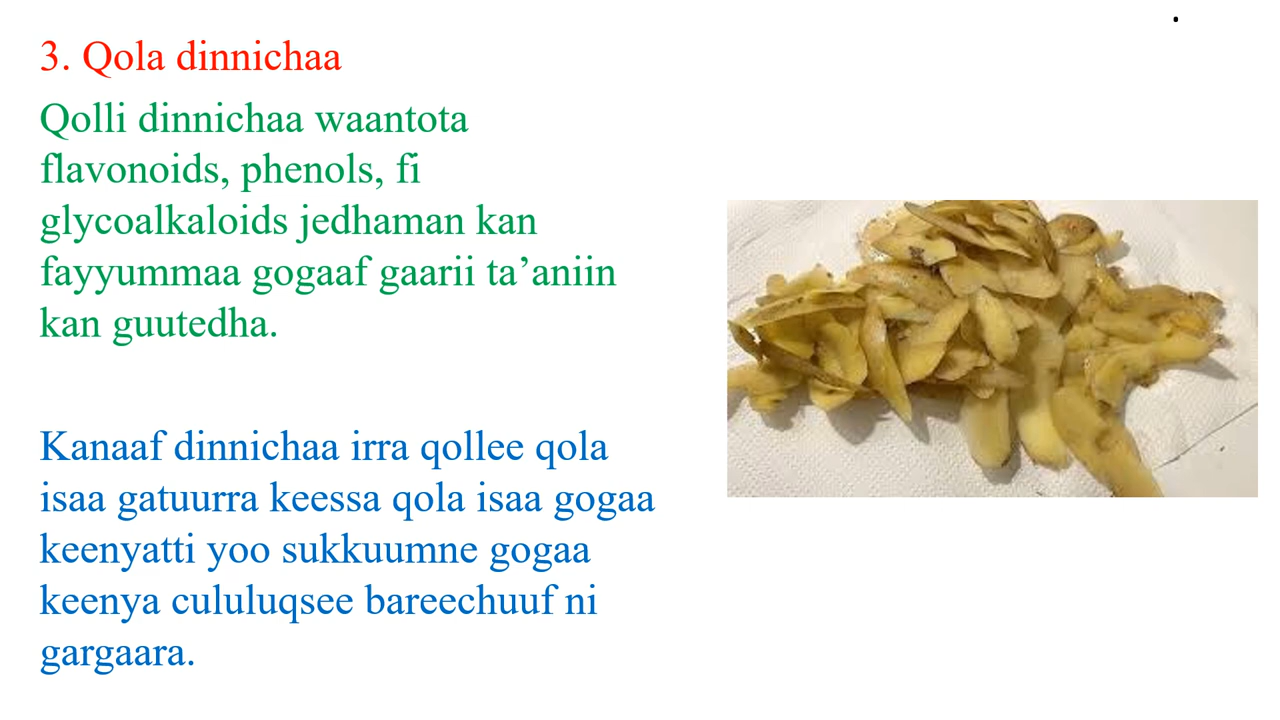 3. Qola dinnichaa
Qolli dinnichaa waantota
flavonoids, phenols, fi
glycoalkaloids jedhaman kan
fayyummaa gogaaf gaarii ta’aniin
kan guutedha.
Kanaaf dinnichaa irra qollee qola
isaa gatuurra keessa qola isaa gogaa
keenyatti yoo sukkuumne gogaa
keenya cululuqsee bareechuuf ni
gargaara.